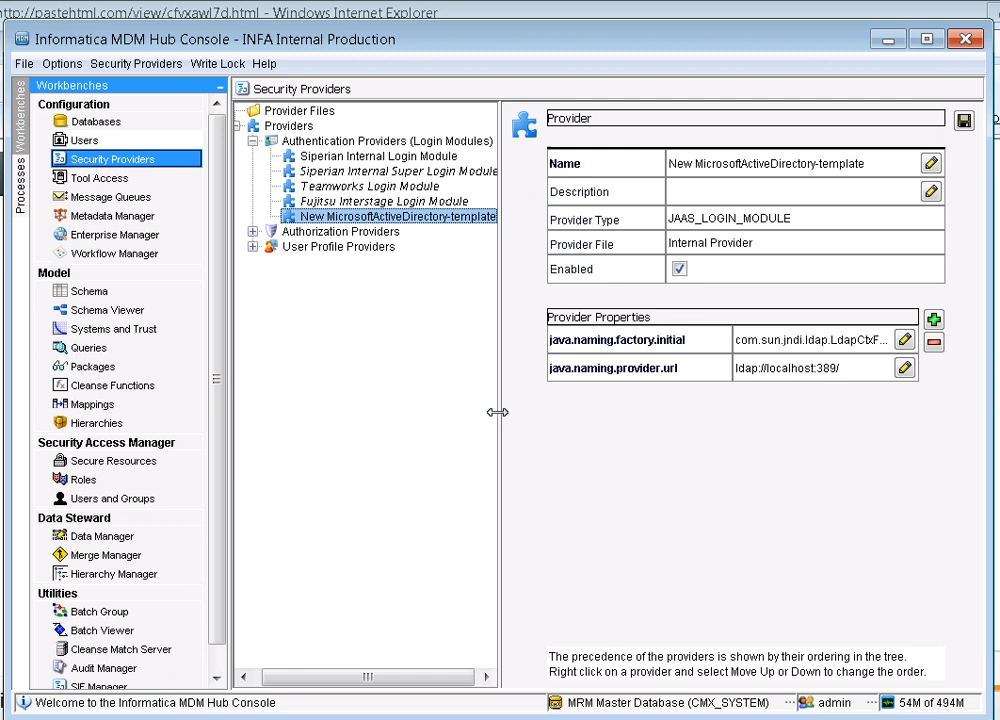 http://pastehtml.com/view/cfvxawl7d.html - Windows Internet Explorer
Informatica MDM Hub Console - INFA Internal Production
File Options Security Providers Write Lock Help
Workbenches
Processes
Workbenches
Configuration
Databases
Users
Security Providers
Tool Access
Message Queues
Metadata Manager
Enterprise Manager
Workflow Manager
Model
Schema
Schema Viewer
Systems and Trust
Queries
Packages
Cleanse Functions
Mappings
Hierarchies
Security Access Manager
Secure Resources
Roles
Users and Groups
Data Steward
Data Manager
Merge Manager
Hierarchy Manager
Utilities
Batch Group
Batch Viewer
Cleanse Match Server
Audit Manager
SIF Manager
Security Providers
Provider Files
Providers
Authentication Providers (Login Modules)
Siperian Internal Login Module
Siperian Internal Super Login Module
Teamworks Login Module
Fujitsu Interstage Login Module
New MicrosoftActiveDirectory-template
Authorization Providers
User Profile Providers
Provider
Name New MicrosoftActiveDirectory-template
Description
Provider Type JAAS_LOGIN_MODULE
Provider File Internal Provider
Enabled
Provider Properties
java.naming.factory.initial com.sun.jndi.ldap.LdapCtxF...
java.naming.provider.url ldap://localhost:389/
The precedence of the providers is shown by their ordering in the tree.
Right click on a provider and select Move Up or Down to change the order.
Welcome to the Informatica MDM Hub Console MRM Master Database (CMX_SYSTEM) admin 54M of 494M